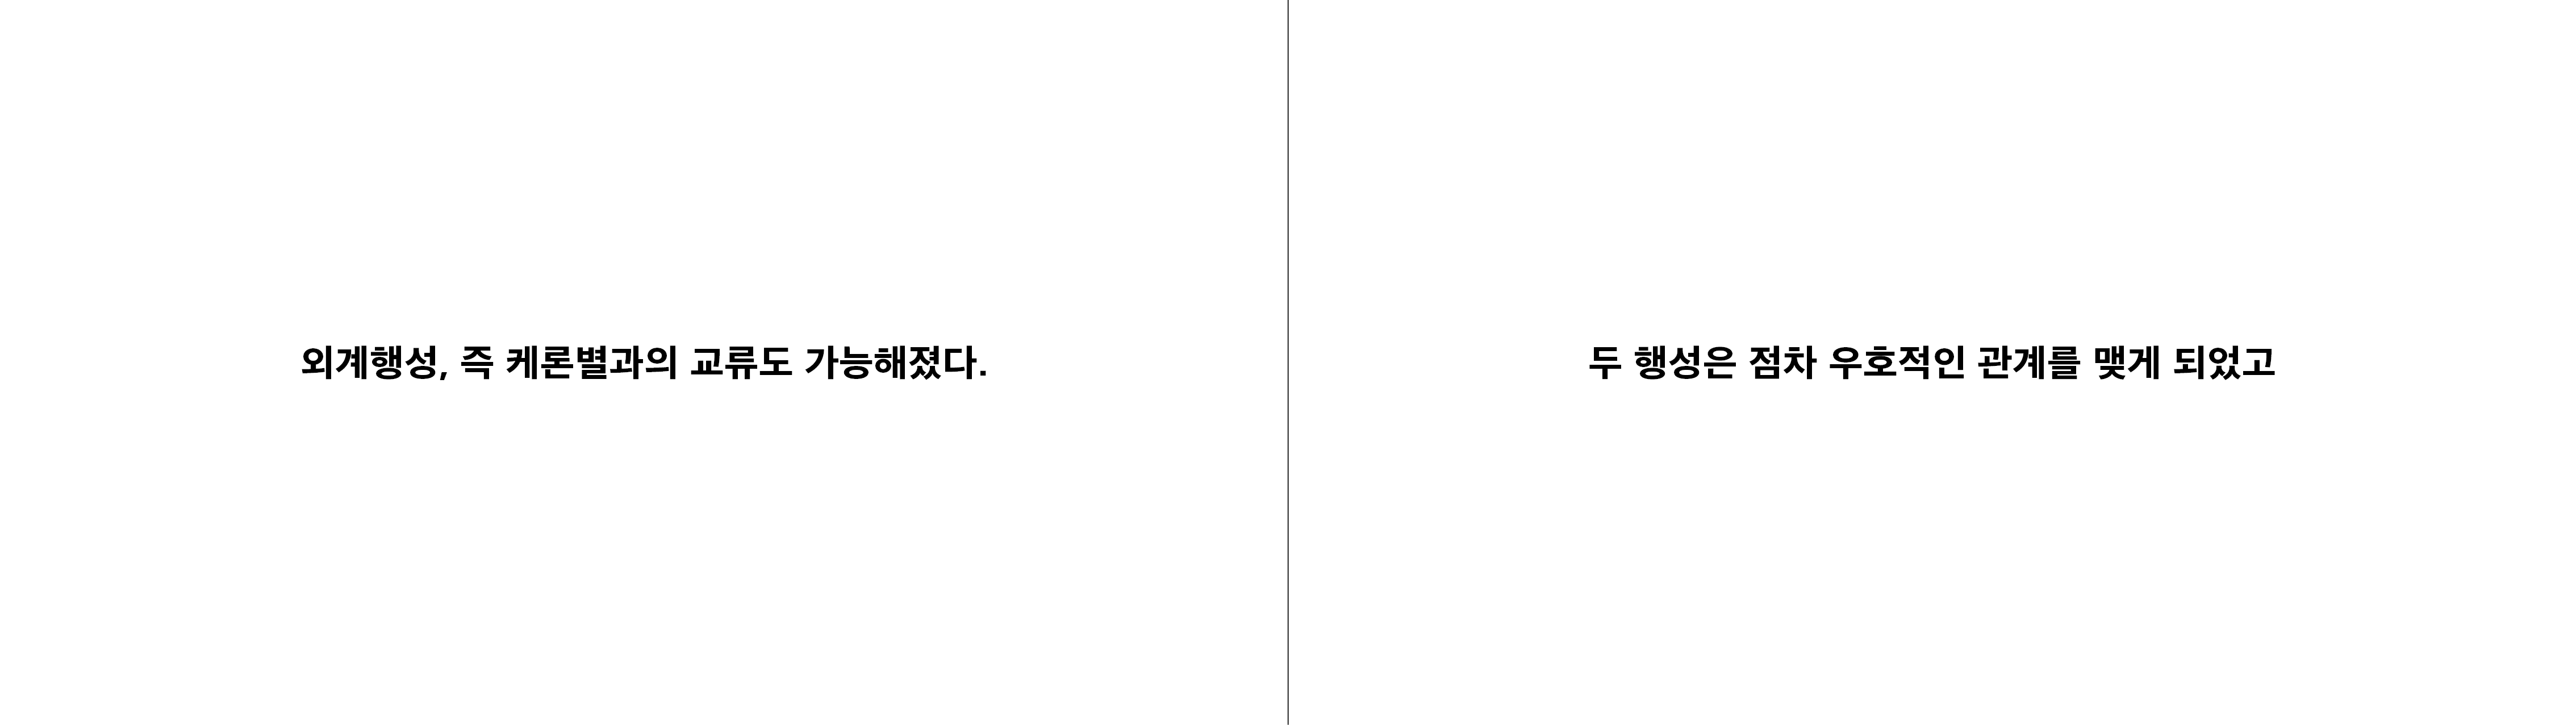 외계행성, 즉 케론별과의 교류도 가능해졌다.
두 행성은 점차 우호적인 관계를 맺게 되었고